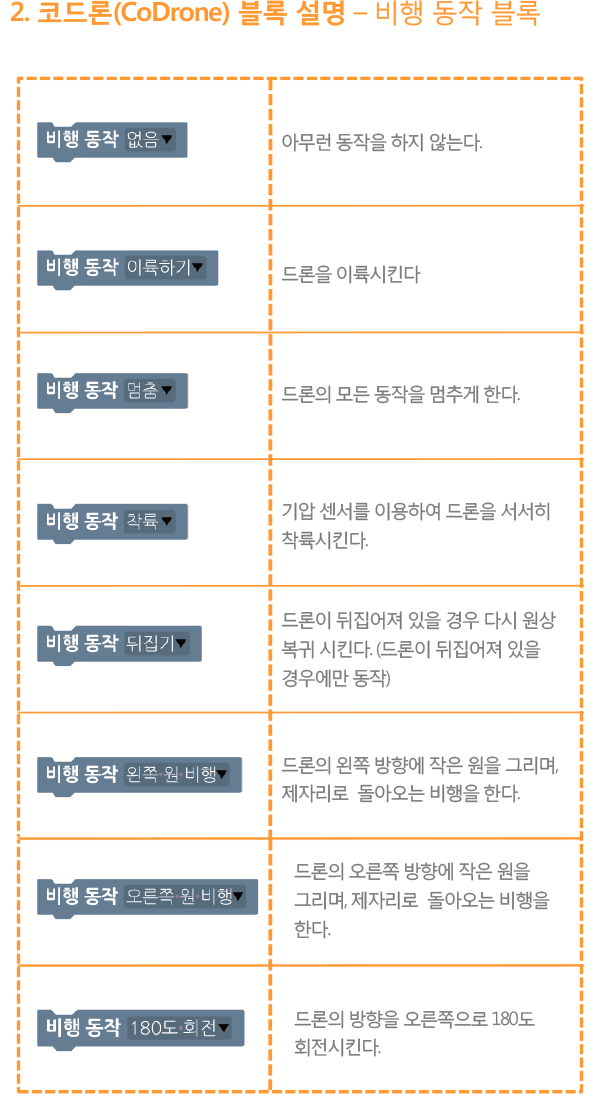 2. 코드론(CoDrone) 블록 설명 – 비행 동작 블록
비행 동작 없음▼
아무런 동작을 하지 않는다.
비행 동작 이륙하기▼
드론을 이륙시킨다
비행 동작 멈춤▼
드론의 모든 동작을 멈추게 한다.
비행 동작 착륙▼
기압 센서를 이용하여 드론을 서서히
착륙시킨다.
비행 동작 뒤집기▼
드론이 뒤집어져 있을 경우 다시 원상
복귀 시킨다. (드론이 뒤집어져 있을
경우에만 동작)
비행 동작 왼쪽·원·비행▼
드론의 왼쪽 방향에 작은 원을 그리며,
제자리로 돌아오는 비행을 한다.
비행 동작 오른쪽·원·비행▼
드론의 오른쪽 방향에 작은 원을
그리며, 제자리로 돌아오는 비행을
한다.
비행 동작 180도·회전▼
드론의 방향을 오른쪽으로 180도
회전시킨다.